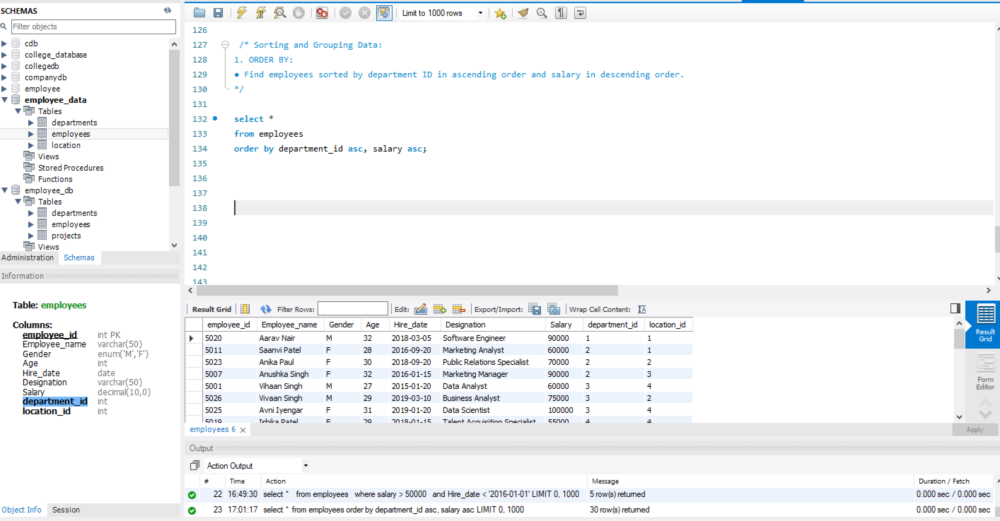 SCHEMAS
Filter objects
cdb
college_database
collegedb
companydb
employee
employee_data
Tables
departments
employees
location
Views
Stored Procedures
Functions
employee_db
Tables
departments
employees
projects
Views
Administration Schemas
Information
Table: employees
Columns:
employee_id int PK
Employee_name varchar(50)
Gender enum('M','F')
Age int
Hire_date date
Designation varchar(50)
Salary decimal(10,0)
department_id int
location_id int
Object Info Session
Limit to 1000 rows
126
127 /* Sorting and Grouping Data:
128 1. ORDER BY:
129 ● Find employees sorted by department ID in ascending order and salary in descending order.
130 */
131
132 select *
133 from employees
134 order by department_id asc, salary asc;
135
136
137
138
139
140
141
142
143
Result Grid Filter Rows: Edit: Export/Import: Wrap Cell Content:
employee_id Employee_name Gender Age Hire_date Designation Salary department_id location_id
5020 Aarav Nair M 32 2018-03-05 Software Engineer 90000 1 1
5011 Saanvi Patel F 28 2016-09-20 Marketing Analyst 60000 2 1
5023 Anika Paul F 30 2018-09-20 Public Relations Specialist 70000 2 2
5007 Anushka Singh F 32 2016-01-15 Marketing Manager 90000 2 3
5001 Vihaan Singh M 27 2015-01-20 Data Analyst 60000 3 4
5026 Vivaan Singh M 29 2019-03-10 Business Analyst 75000 3 2
5025 Avni Iyengar F 31 2019-01-20 Data Scientist 100000 3 4
5019 Ishika Patel F 29 2018-01-15 Talent Acquisition Specialist 55000 4 4
Result
Grid
Form
Editor
employees 6
Apply
Output
Action Output
# Time Action Message Duration / Fetch
22 16:49:30 select * from employees where salary > 50000 and Hire_date < '2016-01-01' LIMIT 0, 1000 5 row(s) returned 0.000 sec / 0.000 sec
23 17:01:17 select * from employees order by department_id asc, salary asc LIMIT 0, 1000 30 row(s) returned 0.000 sec / 0.000 sec